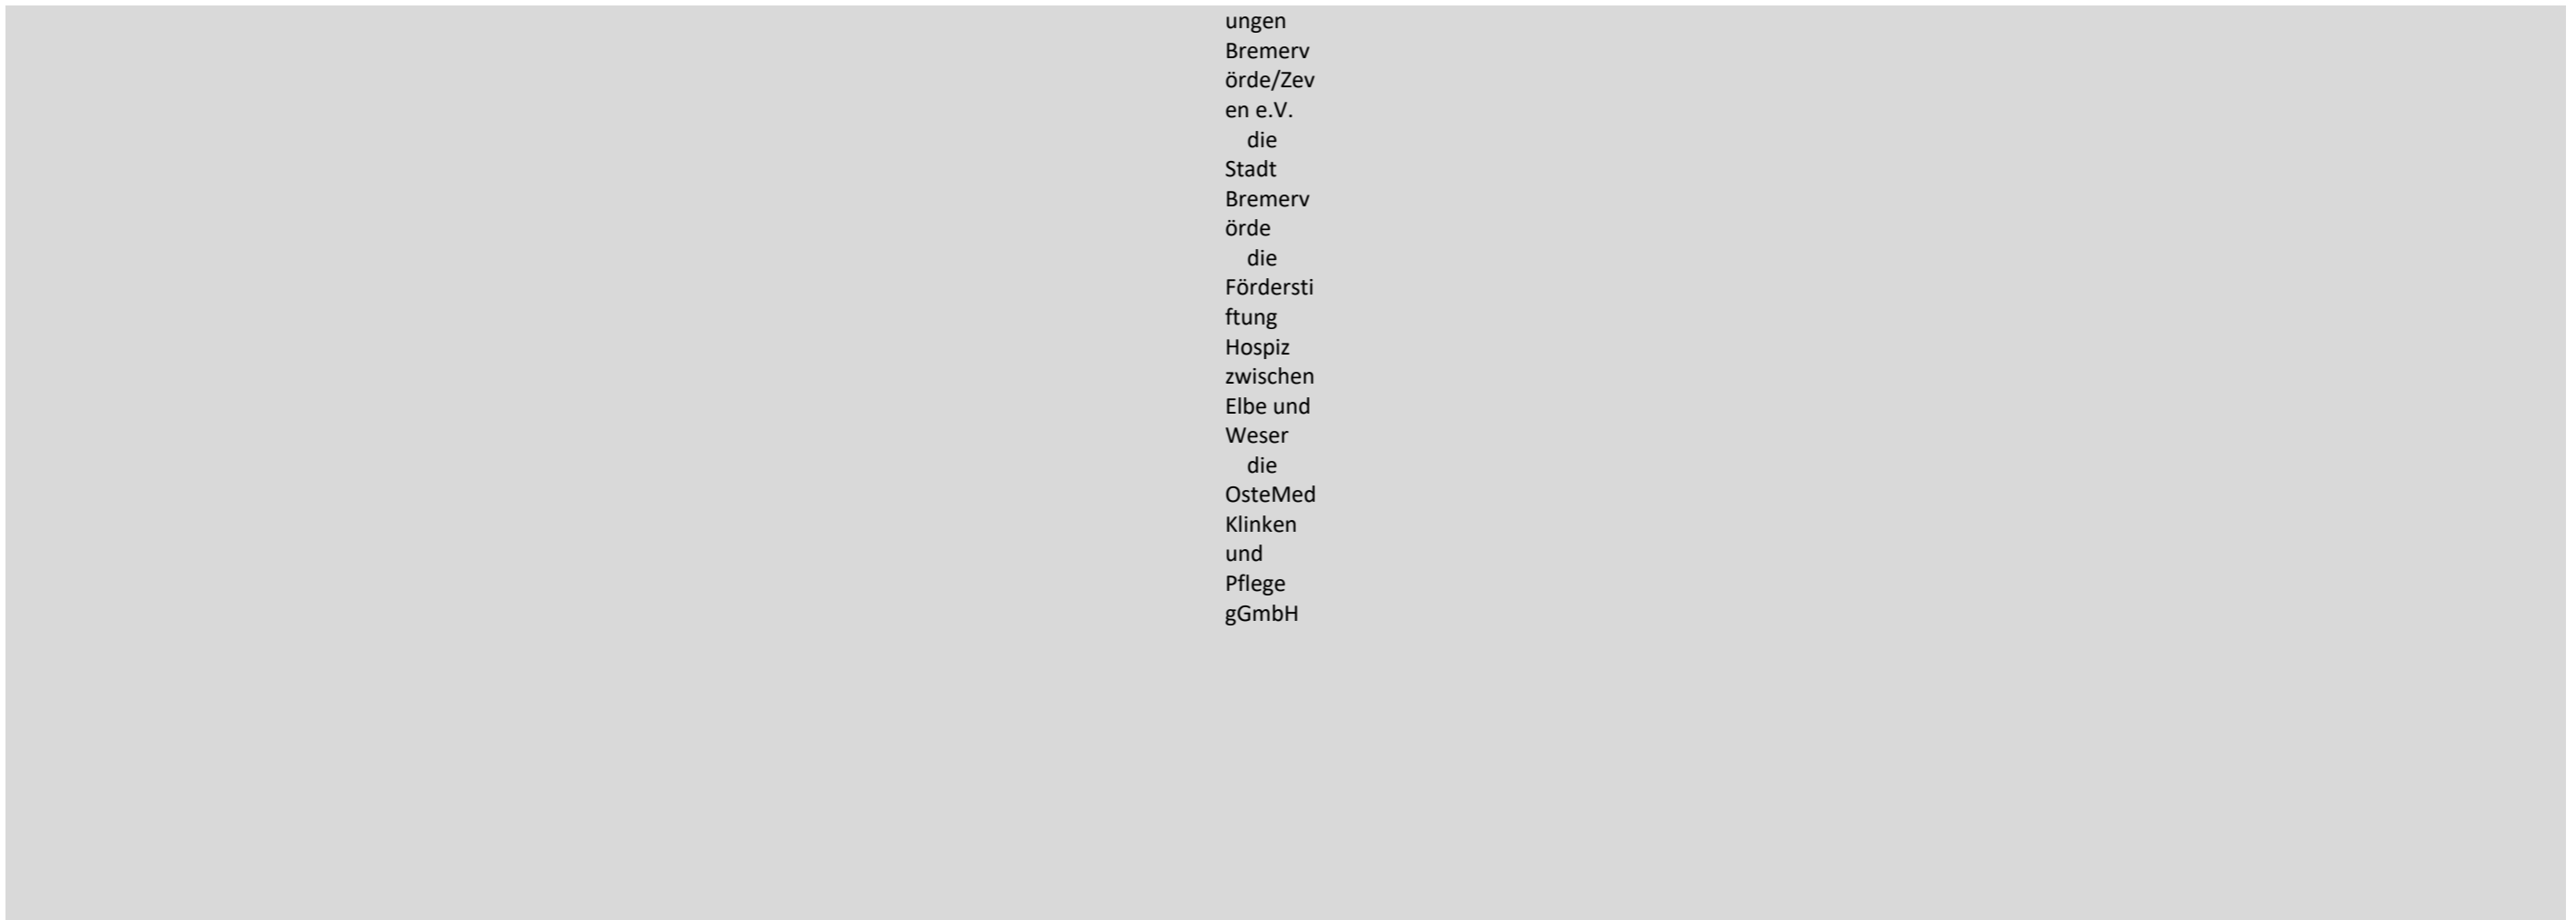 ungen
Bremerv
örde/Zev
en e.V.
die
Stadt
Bremerv
örde
die
Fördersti
ftung
Hospiz
zwischen
Elbe und
Weser
die
OsteMed
Klinken
und
Pflege
gGmbH